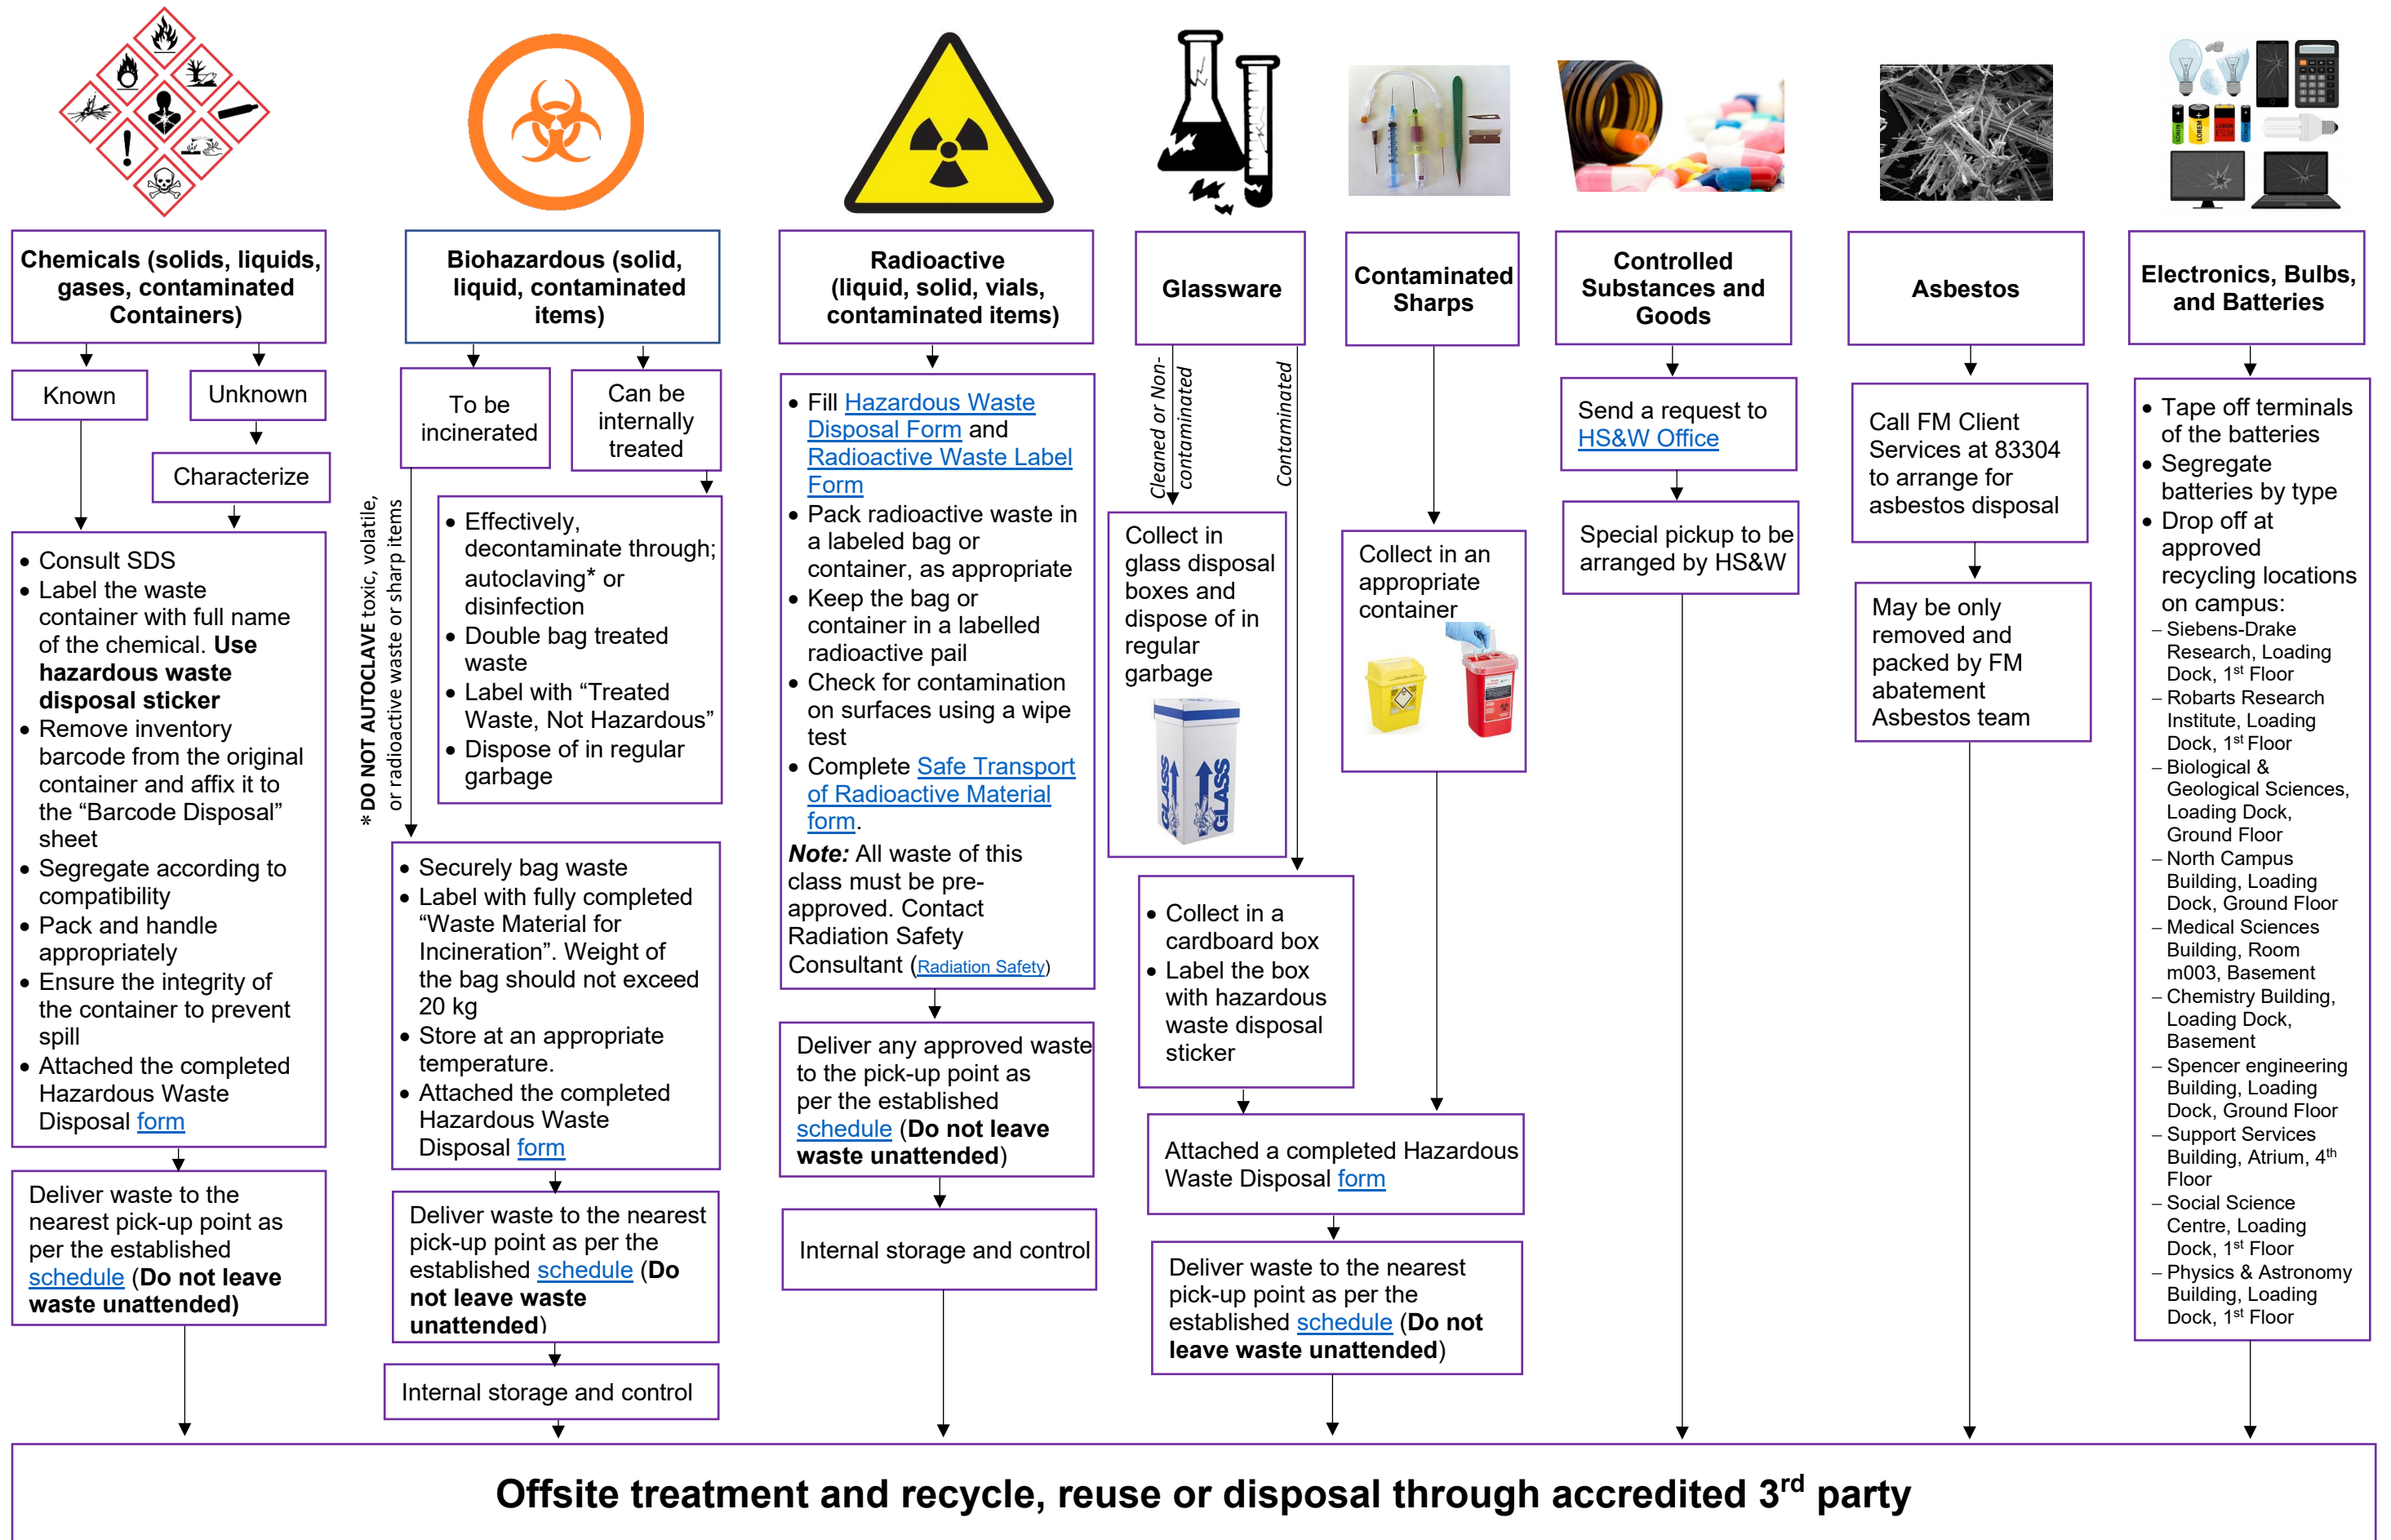 Chemicals (solids, liquids,
gases, contaminated
Containers)
Known
Unknown
Characterize
• Consult SDS
• Label the waste
container with full name
of the chemical. Use
hazardous waste
disposal sticker
• Remove inventory
barcode from the original
container and affix it to
the “Barcode Disposal”
sheet
• Segregate according to
compatibility
• Pack and handle
appropriately
• Ensure the integrity of
the container to prevent
spill
• Attached the completed
Hazardous Waste
Disposal form
Deliver waste to the
nearest pick-up point as
per the established
schedule (Do not leave
waste unattended)
Biohazardous (solid,
liquid, contaminated
items)
To be
incinerated
Can be
internally
treated
* DO NOT AUTOCLAVE toxic, volatile,
or radioactive waste or sharp items
• Effectively,
decontaminate through;
autoclaving* or
disinfection
• Double bag treated
waste
• Label with “Treated
Waste, Not Hazardous”
• Dispose of in regular
garbage
• Securely bag waste
• Label with fully completed
“Waste Material for
Incineration”. Weight of
the bag should not exceed
20 kg
• Store at an appropriate
temperature.
• Attached the completed
Hazardous Waste
Disposal form
Deliver waste to the nearest
pick-up point as per the
established schedule (Do
not leave waste
unattended)
Internal storage and control
Radioactive
(liquid, solid, vials,
contaminated items)
• Fill Hazardous Waste
Disposal Form and
Radioactive Waste Label
Form
• Pack radioactive waste in
a labeled bag or
container, as appropriate
• Keep the bag or
container in a labelled
radioactive pail
• Check for contamination
on surfaces using a wipe
test
• Complete Safe Transport
of Radioactive Material
form.
Note: All waste of this
class must be pre-
approved. Contact
Radiation Safety
Consultant (Radiation Safety)
Deliver any approved waste
to the pick-up point as
per the established
schedule (Do not leave
waste unattended)
Internal storage and control
Glassware
Cleaned or Non-
contaminated
Contaminated
Collect in
glass disposal
boxes and
dispose of in
regular
garbage
GLASS
GLASS
• Collect in a
cardboard box
• Label the box
with hazardous
waste disposal
sticker
Contaminated
Sharps
Collect in an
appropriate
container
Attached a completed Hazardous
Waste Disposal form
Deliver waste to the nearest
pick-up point as per the
established schedule (Do not
leave waste unattended)
Controlled
Substances and
Goods
Send a request to
HS&W Office
Special pickup to be
arranged by HS&W
Asbestos
Call FM Client
Services at 83304
to arrange for
asbestos disposal
May be only
removed and
packed by FM
abatement
Asbestos team
LOREM
LOREM
LOREM
Electronics, Bulbs,
and Batteries
• Tape off terminals
of the batteries
• Segregate
batteries by type
• Drop off at
approved
recycling locations
on campus:
– Siebens-Drake
Research, Loading
Dock, 1st Floor
– Robarts Research
Institute, Loading
Dock, 1st Floor
– Biological &
Geological Sciences,
Loading Dock,
Ground Floor
– North Campus
Building, Loading
Dock, Ground Floor
– Medical Sciences
Building, Room
m003, Basement
– Chemistry Building,
Loading Dock,
Basement
– Spencer engineering
Building, Loading
Dock, Ground Floor
– Support Services
Building, Atrium, 4th
Floor
– Social Science
Centre, Loading
Dock, 1st Floor
– Physics & Astronomy
Building, Loading
Dock, 1st Floor
Offsite treatment and recycle, reuse or disposal through accredited 3rd party